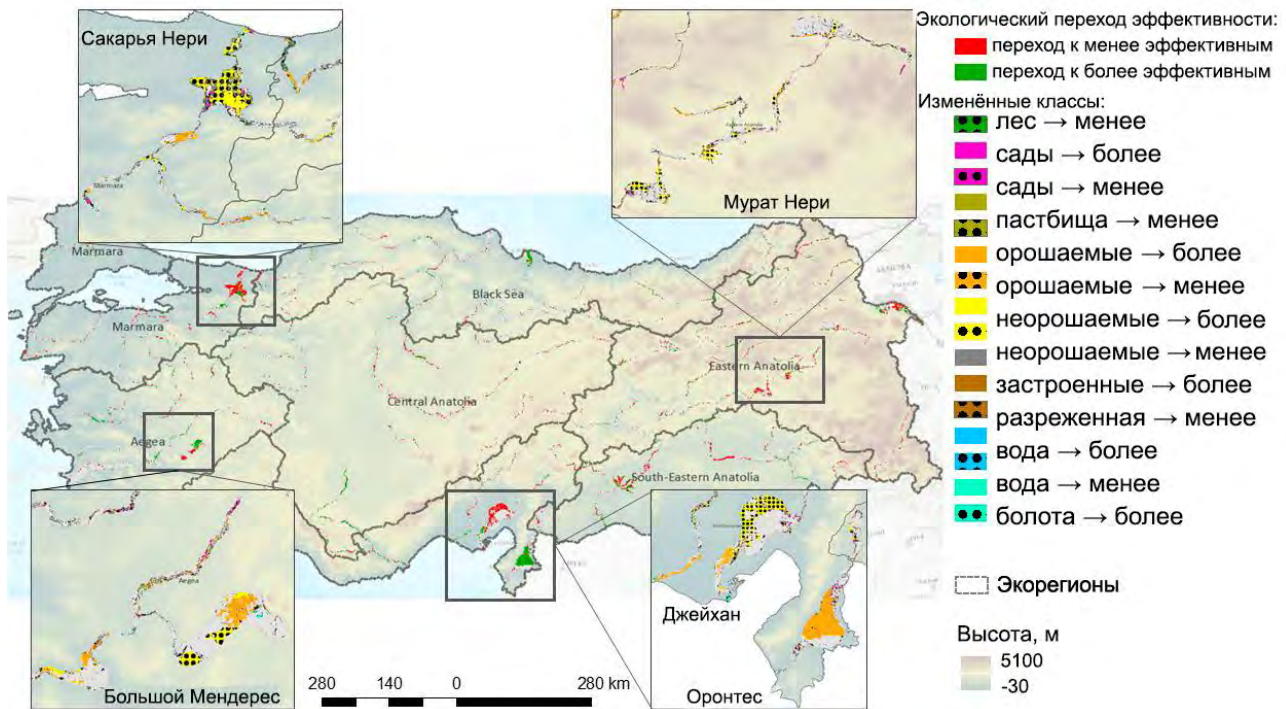 Сакарья Нери
Marmara
Мурат Нери
Экологический переход эффективности:
переход к менее эффективным
переход к более эффективным
Изменённые классы:
лес → менее
сады → более
сады → менее
пастбища → менее
орошаемые → более
орошаемые → менее
неорошаемые → более
неорошаемые → менее
застроенные → более
разреженная → менее
вода → более
вода → менее
болота → более
Экорегионы
Высота, м
5100
-30
Marmara
Marmara
Black Sea
Eastern Anatolia
Central Anatolia
Aegea
South-Eastern Anatolia
Aegea
Большой Мендерес
Джейхан
Оронтес
280 140 0 280 km